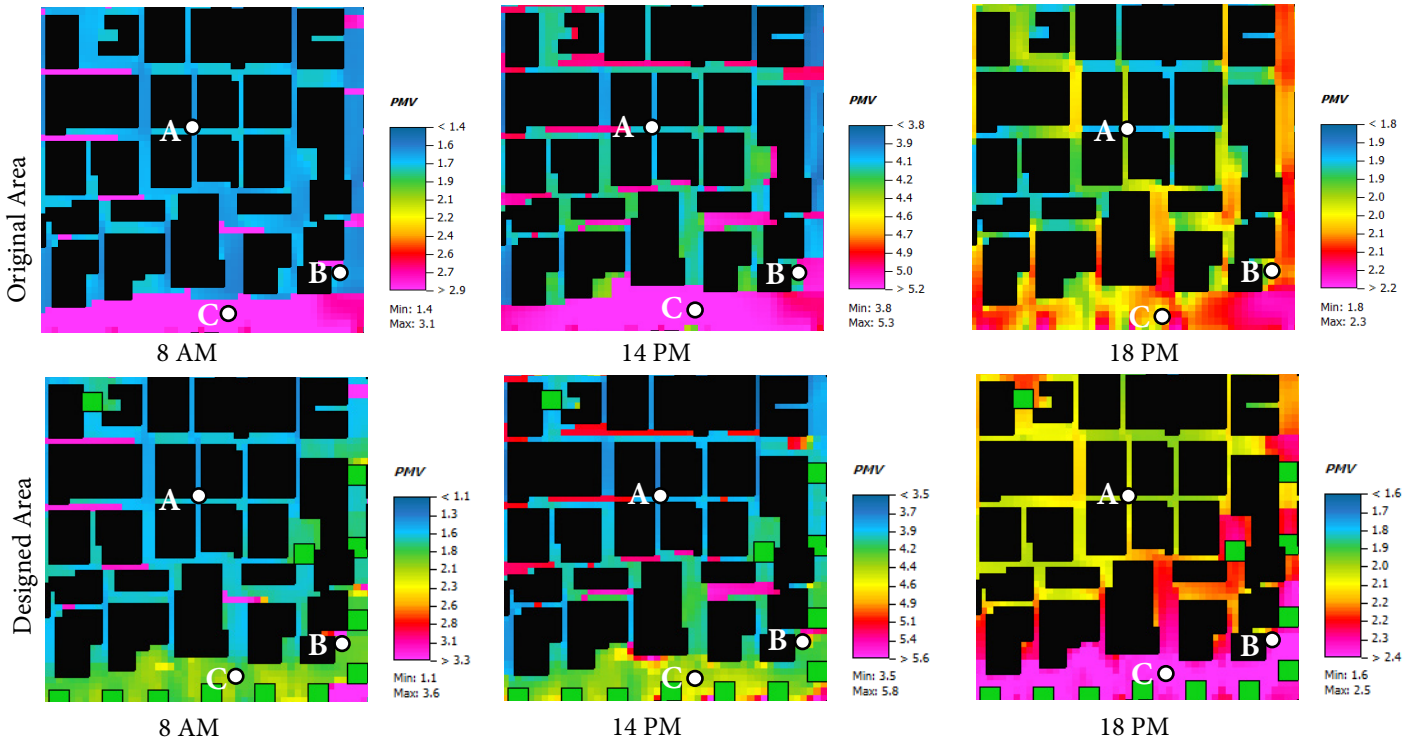 Original Area
A
B
C
PMV
< 1.4
1.6
1.7
1.9
2.1
2.2
2.4
2.6
2.7
> 2.9
Min: 1.4
Max: 3.1
8 AM
A
B
C
PMV
< 3.8
3.9
4.1
4.2
4.4
4.6
4.7
4.9
5.0
> 5.2
Min: 3.8
Max: 5.3
14 PM
A
B
C
PMV
< 1.8
1.9
1.9
2.0
2.0
2.0
2.1
2.1
2.2
> 2.2
Min: 1.8
Max: 2.3
18 PM
Designed Area
A
B
C
PMV
< 1.1
1.3
1.6
1.8
2.1
2.3
2.6
2.8
3.1
> 3.3
Min: 1.1
Max: 3.6
8 AM
A
B
C
PMV
< 3.5
3.7
4.0
4.2
4.4
4.6
4.9
5.1
5.4
> 5.6
Min: 3.5
Max: 5.8
14 PM
A
B
C
PMV
< 1.6
1.7
1.8
1.9
2.0
2.0
2.1
2.2
2.3
> 2.4
Min: 1.6
Max: 2.5
18 PM